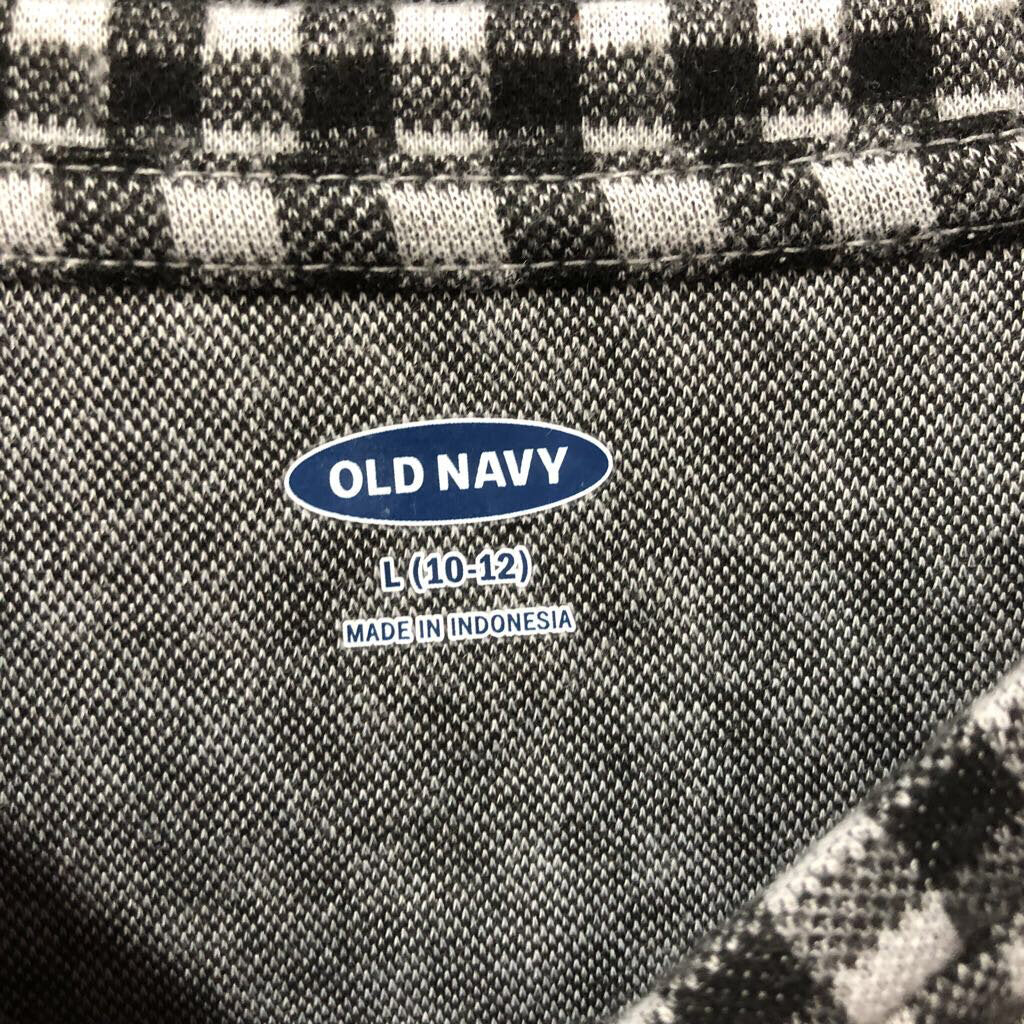 OLD NAVY
L (10-12)
MADE IN INDONESIA